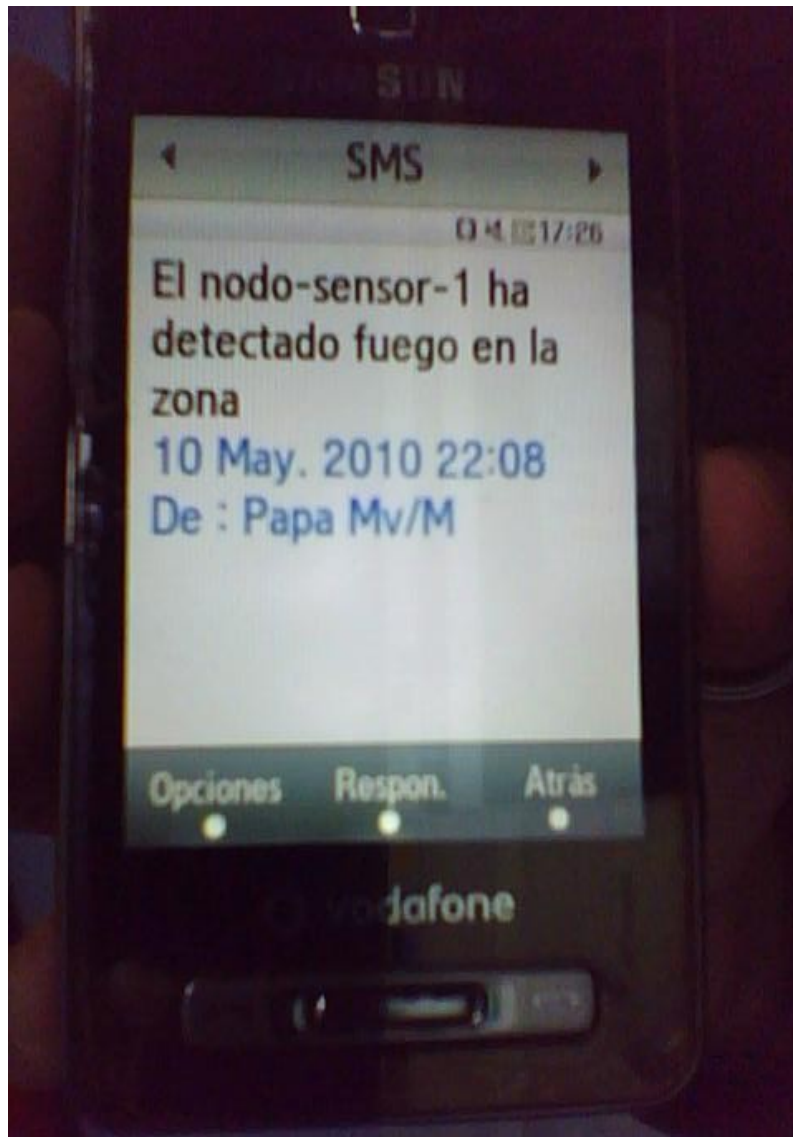 SAMSUNG
SMS
17:26
El nodo-sensor-1 ha
detectado fuego en la
zona
10 May. 2010 22:08
De : Papa Mv/M
Opciones Respon. Atrás
vodafone